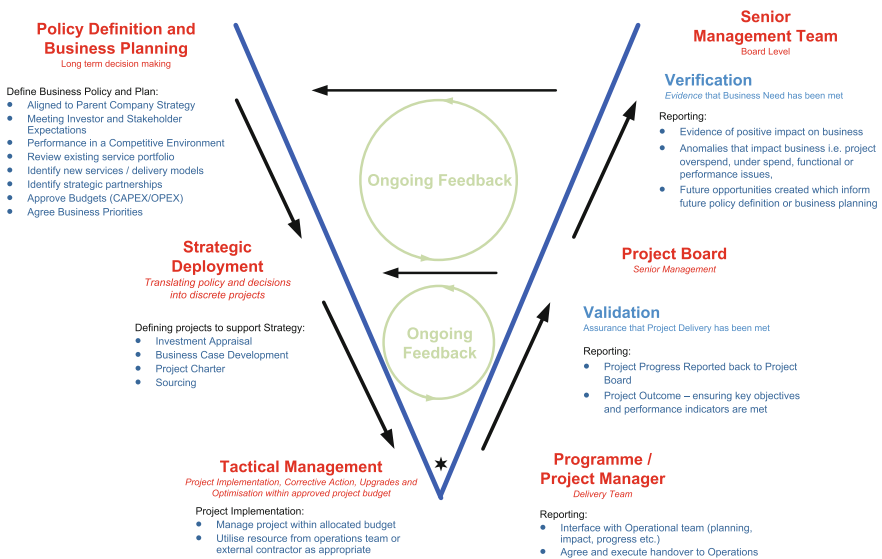 Policy Definition and
Business Planning
Long term decision making
Define Business Policy and Plan:
Aligned to Parent Company Strategy
Meeting Investor and Stakeholder
Expectations
Performance in a Competitive Environment
Review existing service portfolio
Identify new services / delivery models
Identify strategic partnerships
Approve Budgets (CAPEX/OPEX)
Agree Business Priorities
Strategic
Deployment
Translating policy and decisions
into discrete projects
Defining projects to support Strategy:
Investment Appraisal
Business Case Development
Project Charter
Sourcing
Tactical Management
Project Implementation, Corrective Action, Upgrades and
Optimisation within approved project budget
Project Implementation:
Manage project within allocated budget
Utilise resource from operations team or
external contractor as appropriate
Ongoing Feedback
Ongoing
Feedback
Senior
Management Team
Board Level
Verification
Evidence that Business Need has been met
Reporting:
Evidence of positive impact on business
Anomalies that impact business i.e. project
overspend, under spend, functional or
performance issues,
Future opportunities created which inform
future policy definition or business planning
Project Board
Senior Management
Validation
Assurance that Project Delivery has been met
Reporting:
Project Progress Reported back to Project
Board
Project Outcome – ensuring key objectives
and performance indicators are met
Programme /
Project Manager
Delivery Team
Reporting:
Interface with Operational team (planning,
impact, progress etc.)
Agree and execute handover to Operations